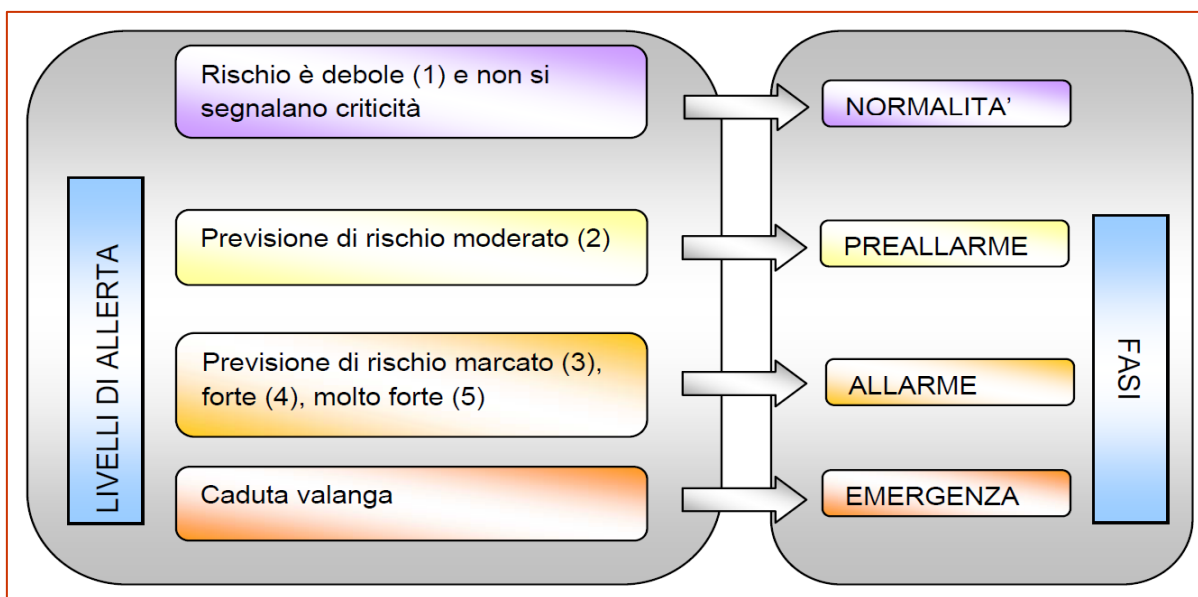 LIVELLI DI ALLERTA
Rischio è debole (1) e non si
segnalano criticità
NORMALITA’
Previsione di rischio moderato (2)
PREALLARME
Previsione di rischio marcato (3),
forte (4), molto forte (5)
ALLARME
Caduta valanga
EMERGENZA
FASI